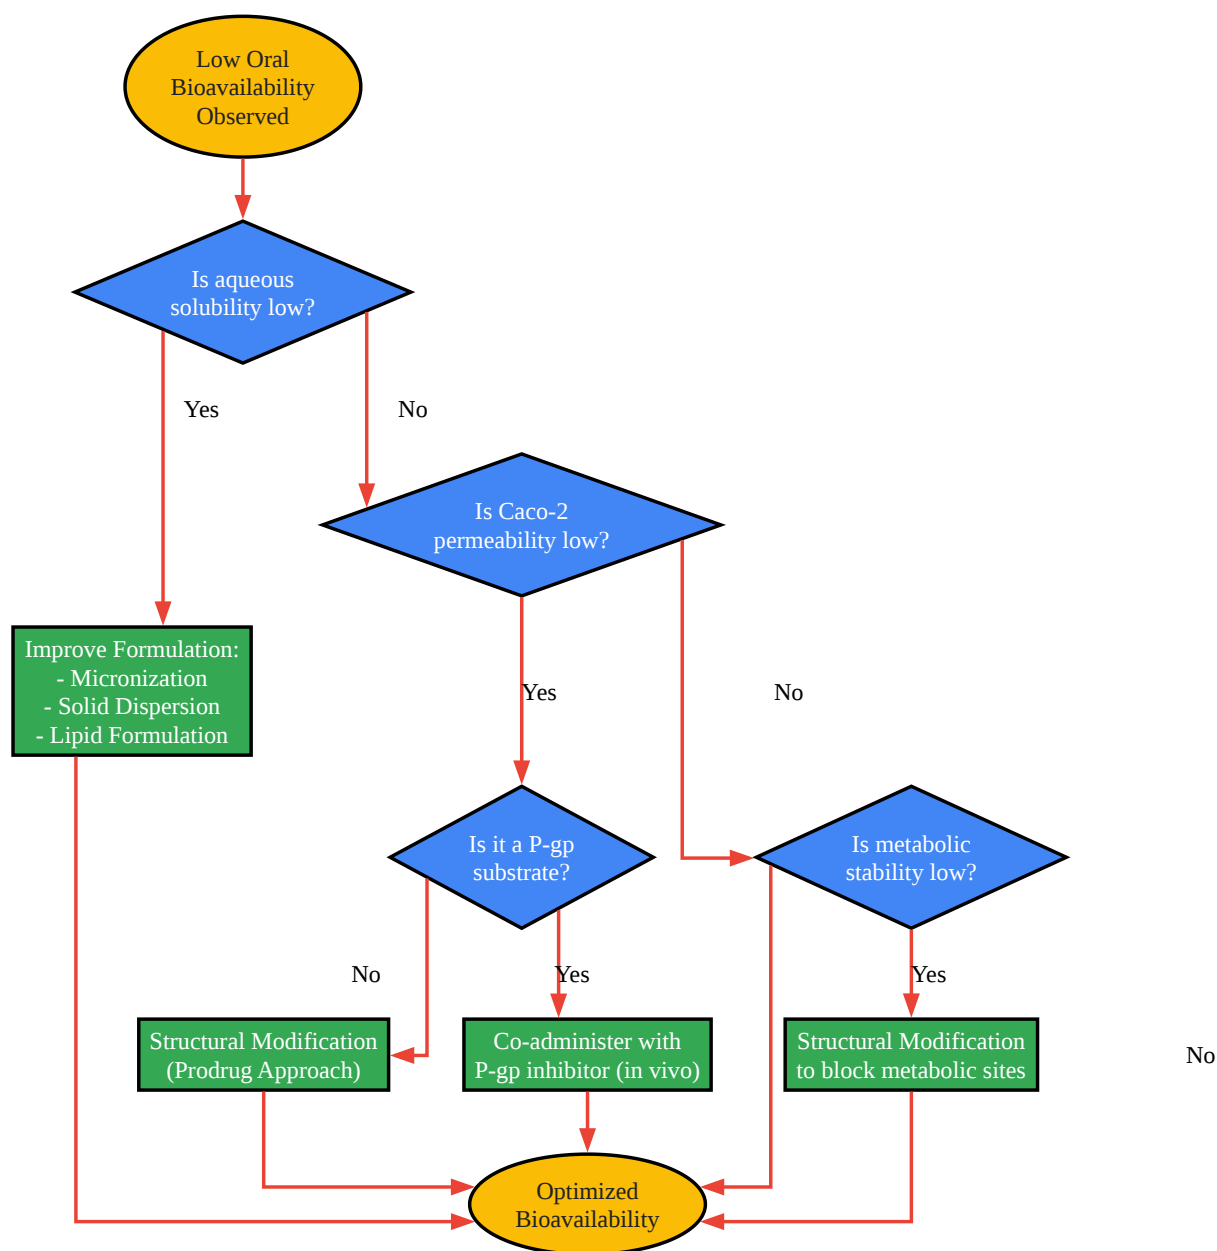 Low Oral
Bioavailability
Observed
Is aqueous
solubility low?
Yes
No
Is Caco-2
permeability low?
Improve Formulation:
- Micronization
- Solid Dispersion
- Lipid Formulation
Yes
No
Is it a P-gp
substrate?
Is metabolic
stability low?
No
Yes
Yes
Structural Modification
(Prodrug Approach)
Co-administer with
P-gp inhibitor (in vivo)
Structural Modification
to block metabolic sites
No
Optimized
Bioavailability